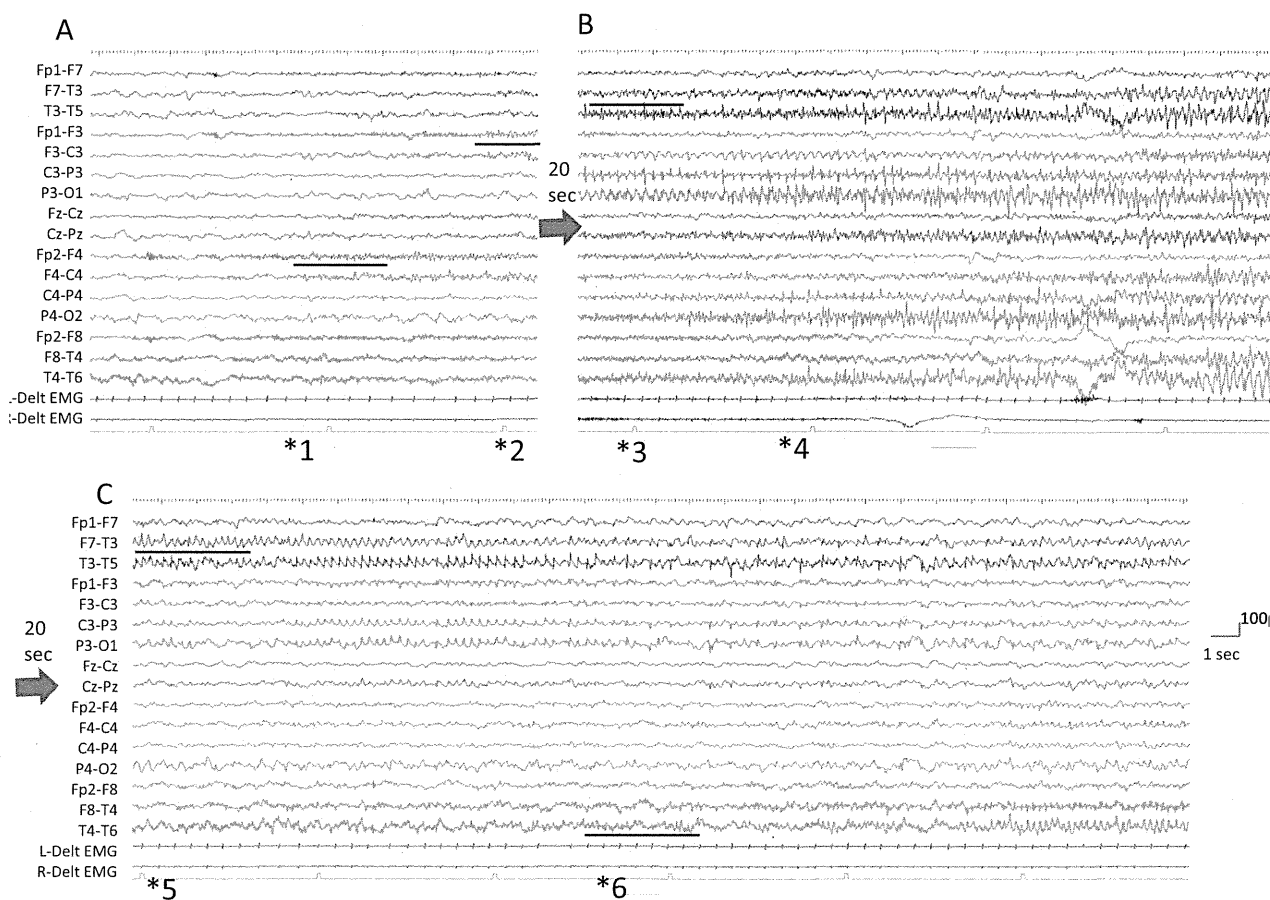 A
Fp1-F7
F7-T3
T3-T5
Fp1-F3
F3-C3
C3-P3
P3-O1
Fz-Cz
Cz-Pz
Fp2-F4
F4-C4
C4-P4
P4-O2
Fp2-F8
F8-T4
T4-T6
-Delt EMG
-Delt EMG
*1
*2
20
sec
B
*3
*4
20
sec
C
Fp1-F7
F7-T3
T3-T5
Fp1-F3
F3-C3
C3-P3
P3-O1
Fz-Cz
Cz-Pz
Fp2-F4
F4-C4
C4-P4
P4-O2
Fp2-F8
F8-T4
T4-T6
L-Delt EMG
R-Delt EMG
*5
*6
100
1 sec